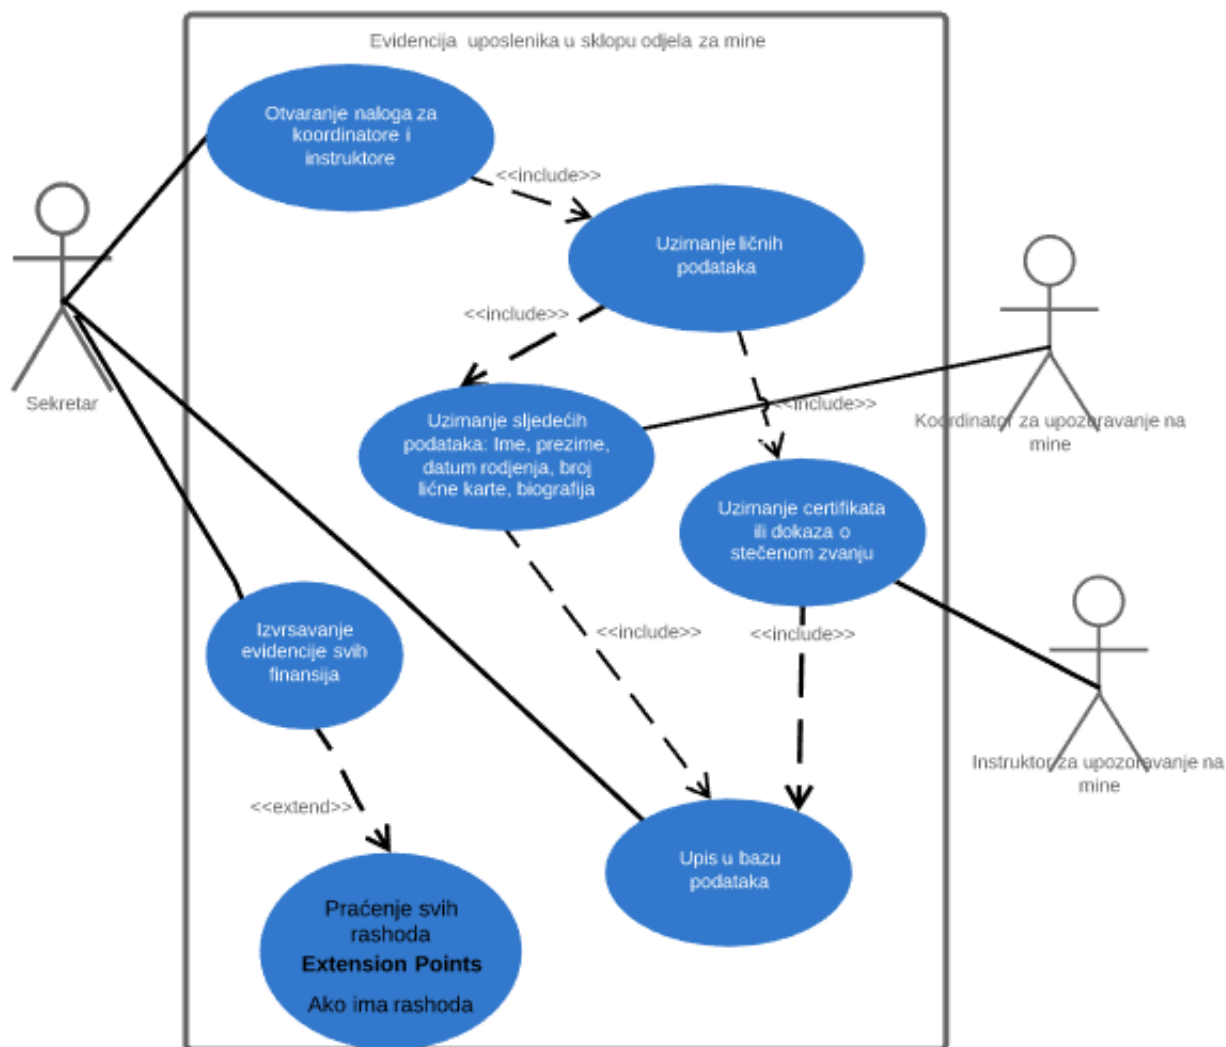 Evidencija uposlenika u sklopu odjela za mine
Otvaranje naloga za
koordinatore i
instruktore
<<include>>
Uzimanje ličnih
podataka
<<include>>
Sekretar
<<include>>
Koordinator za upozoravanje na
mine
Uzimanje sljedećih
podataka: Ime, prezime,
datum rodjenja, broj
lićne karte, biografija
Uzimanje certifikata
ili dokaza o
stečenom zvanju
Izvrsavanje
evidencije svih
finansija
<<include>>
<<include>>
Instruktor za upozoravanje na
mine
<<extend>>
Upis u bazu
podataka
Praćenje svih
rashoda
Extension Points
Ako ima rashoda